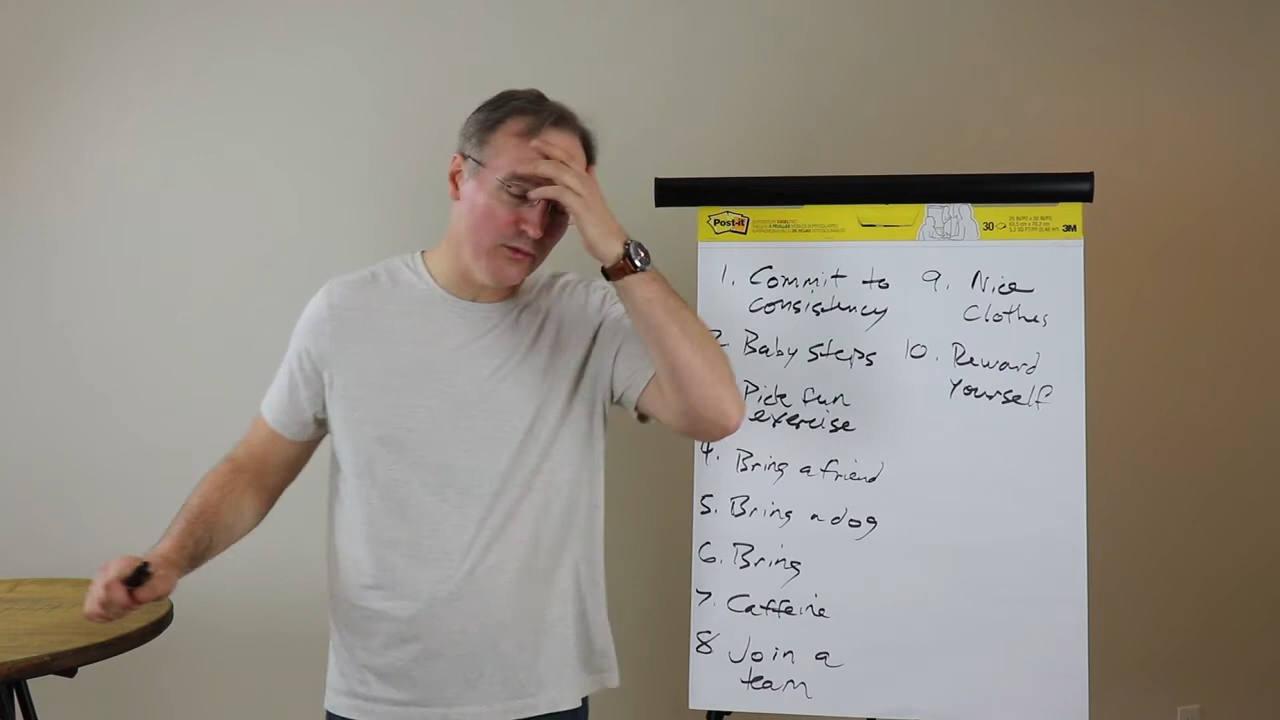 Post-it
30
3M
1. Commit to
consistency
2. Baby steps
Pick fun
exercise
4. Bring a friend
5. Bring a dog
6. Bring
7. Caffeine
8 Join a
team
9. Nice
Clothes
10. Reward
Yourself